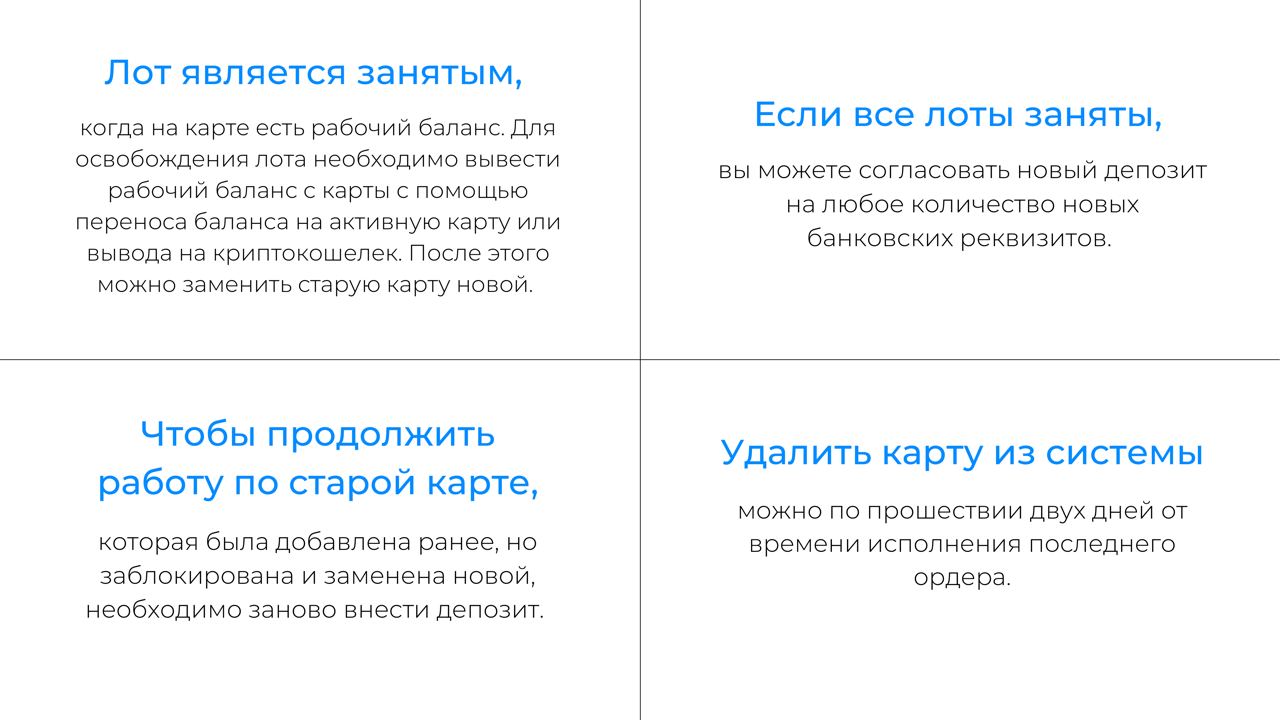 Лот является занятым,
когда на карте есть рабочий баланс. Для
освобождения лота необходимо вывести
рабочий баланс с карты с помощью
переноса баланса на активную карту или
вывода на криптокошелек. После этого
можно заменить старую карту новой.
Если все лоты заняты,
вы можете согласовать новый депозит
на любое количество новых
банковских реквизитов.
Чтобы продолжить
работу по старой карте,
которая была добавлена ранее, но
заблокирована и заменена новой,
необходимо заново внести депозит.
Удалить карту из системы
можно по прошествии двух дней от
времени исполнения последнего
ордера.